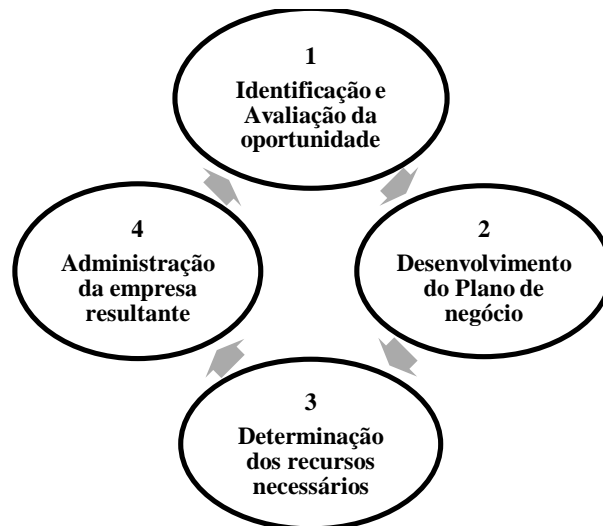 1
Identificação e
Avaliação da
oportunidade
2
Desenvolvimento
do Plano de
negócio
3
Determinação
dos recursos
necessários
4
Administração
da empresa
resultante